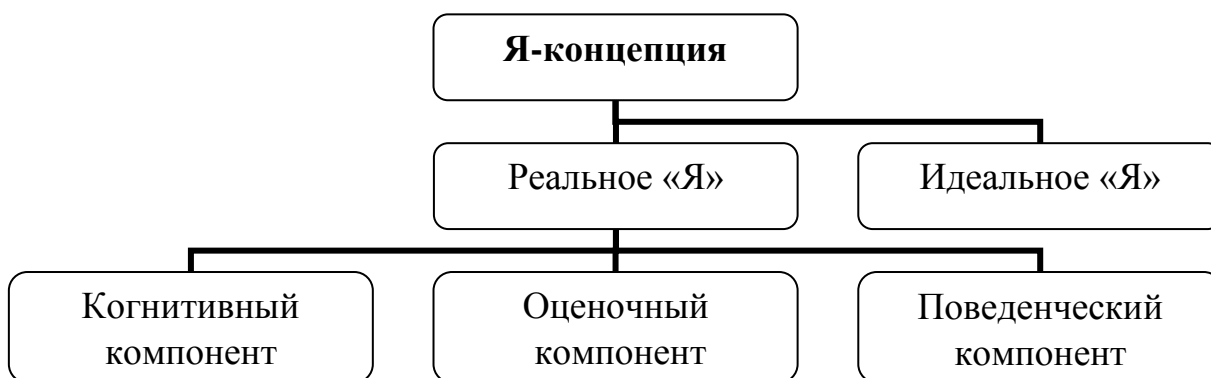 Я-концепция
Реальное «Я»
Идеальное «Я»
Когнитивный
компонент
Оценочный
компонент
Поведенческий
компонент